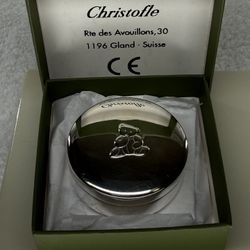 Christofle
Rte des Avouillons,30
1196 Gland - Suisse
CE